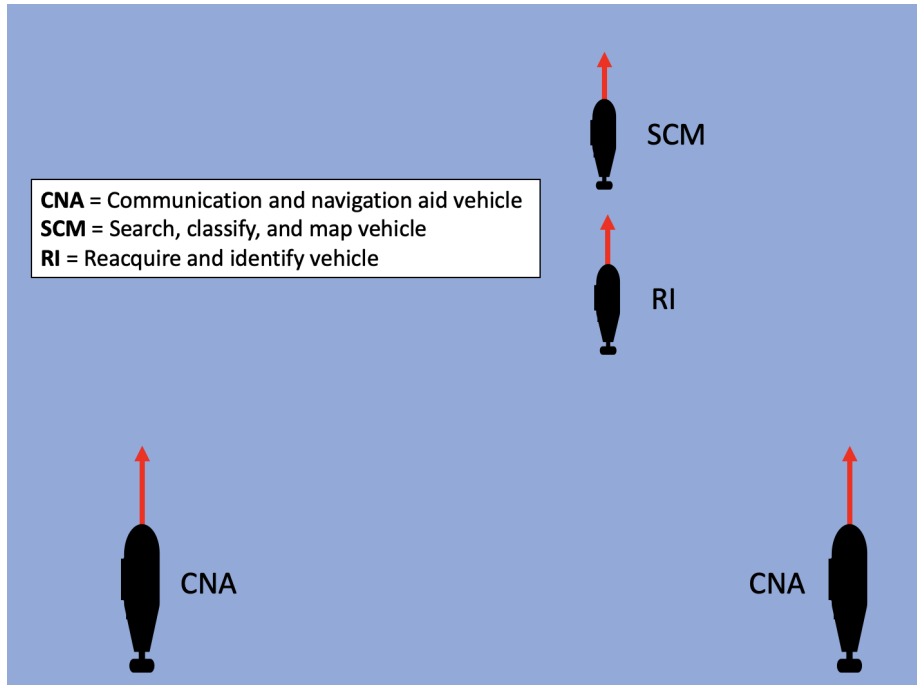 SCM
CNA = Communication and navigation aid vehicle
SCM = Search, classify, and map vehicle
RI = Reacquire and identify vehicle
RI
CNA
CNA